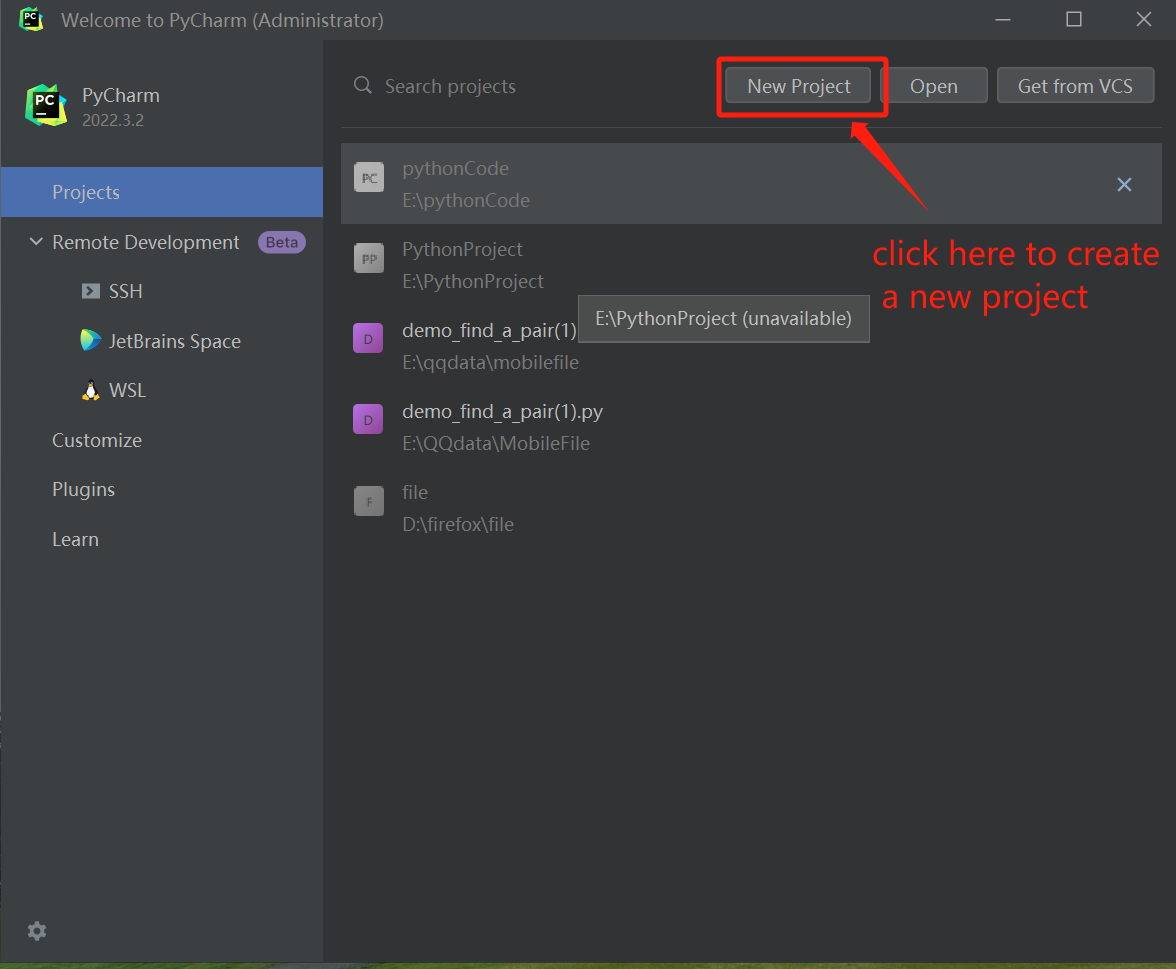 Welcome to PyCharm (Administrator)
PC
PyCharm
2022.3.2
Search projects
New Project
Open
Get from VCS
Projects
Remote Development
Beta
SSH
JetBrains Space
WSL
Customize
Plugins
Learn
PC
pythonCode
E:\pythonCode
PP
PythonProject
E:\PythonProject
click here to create
a new project
E:\PythonProject (unavailable)
D
demo_find_a_pair(1)
E:\qqdata\mobilefile
D
demo_find_a_pair(1).py
E:\QQdata\MobileFile
F
file
D:\firefox\file